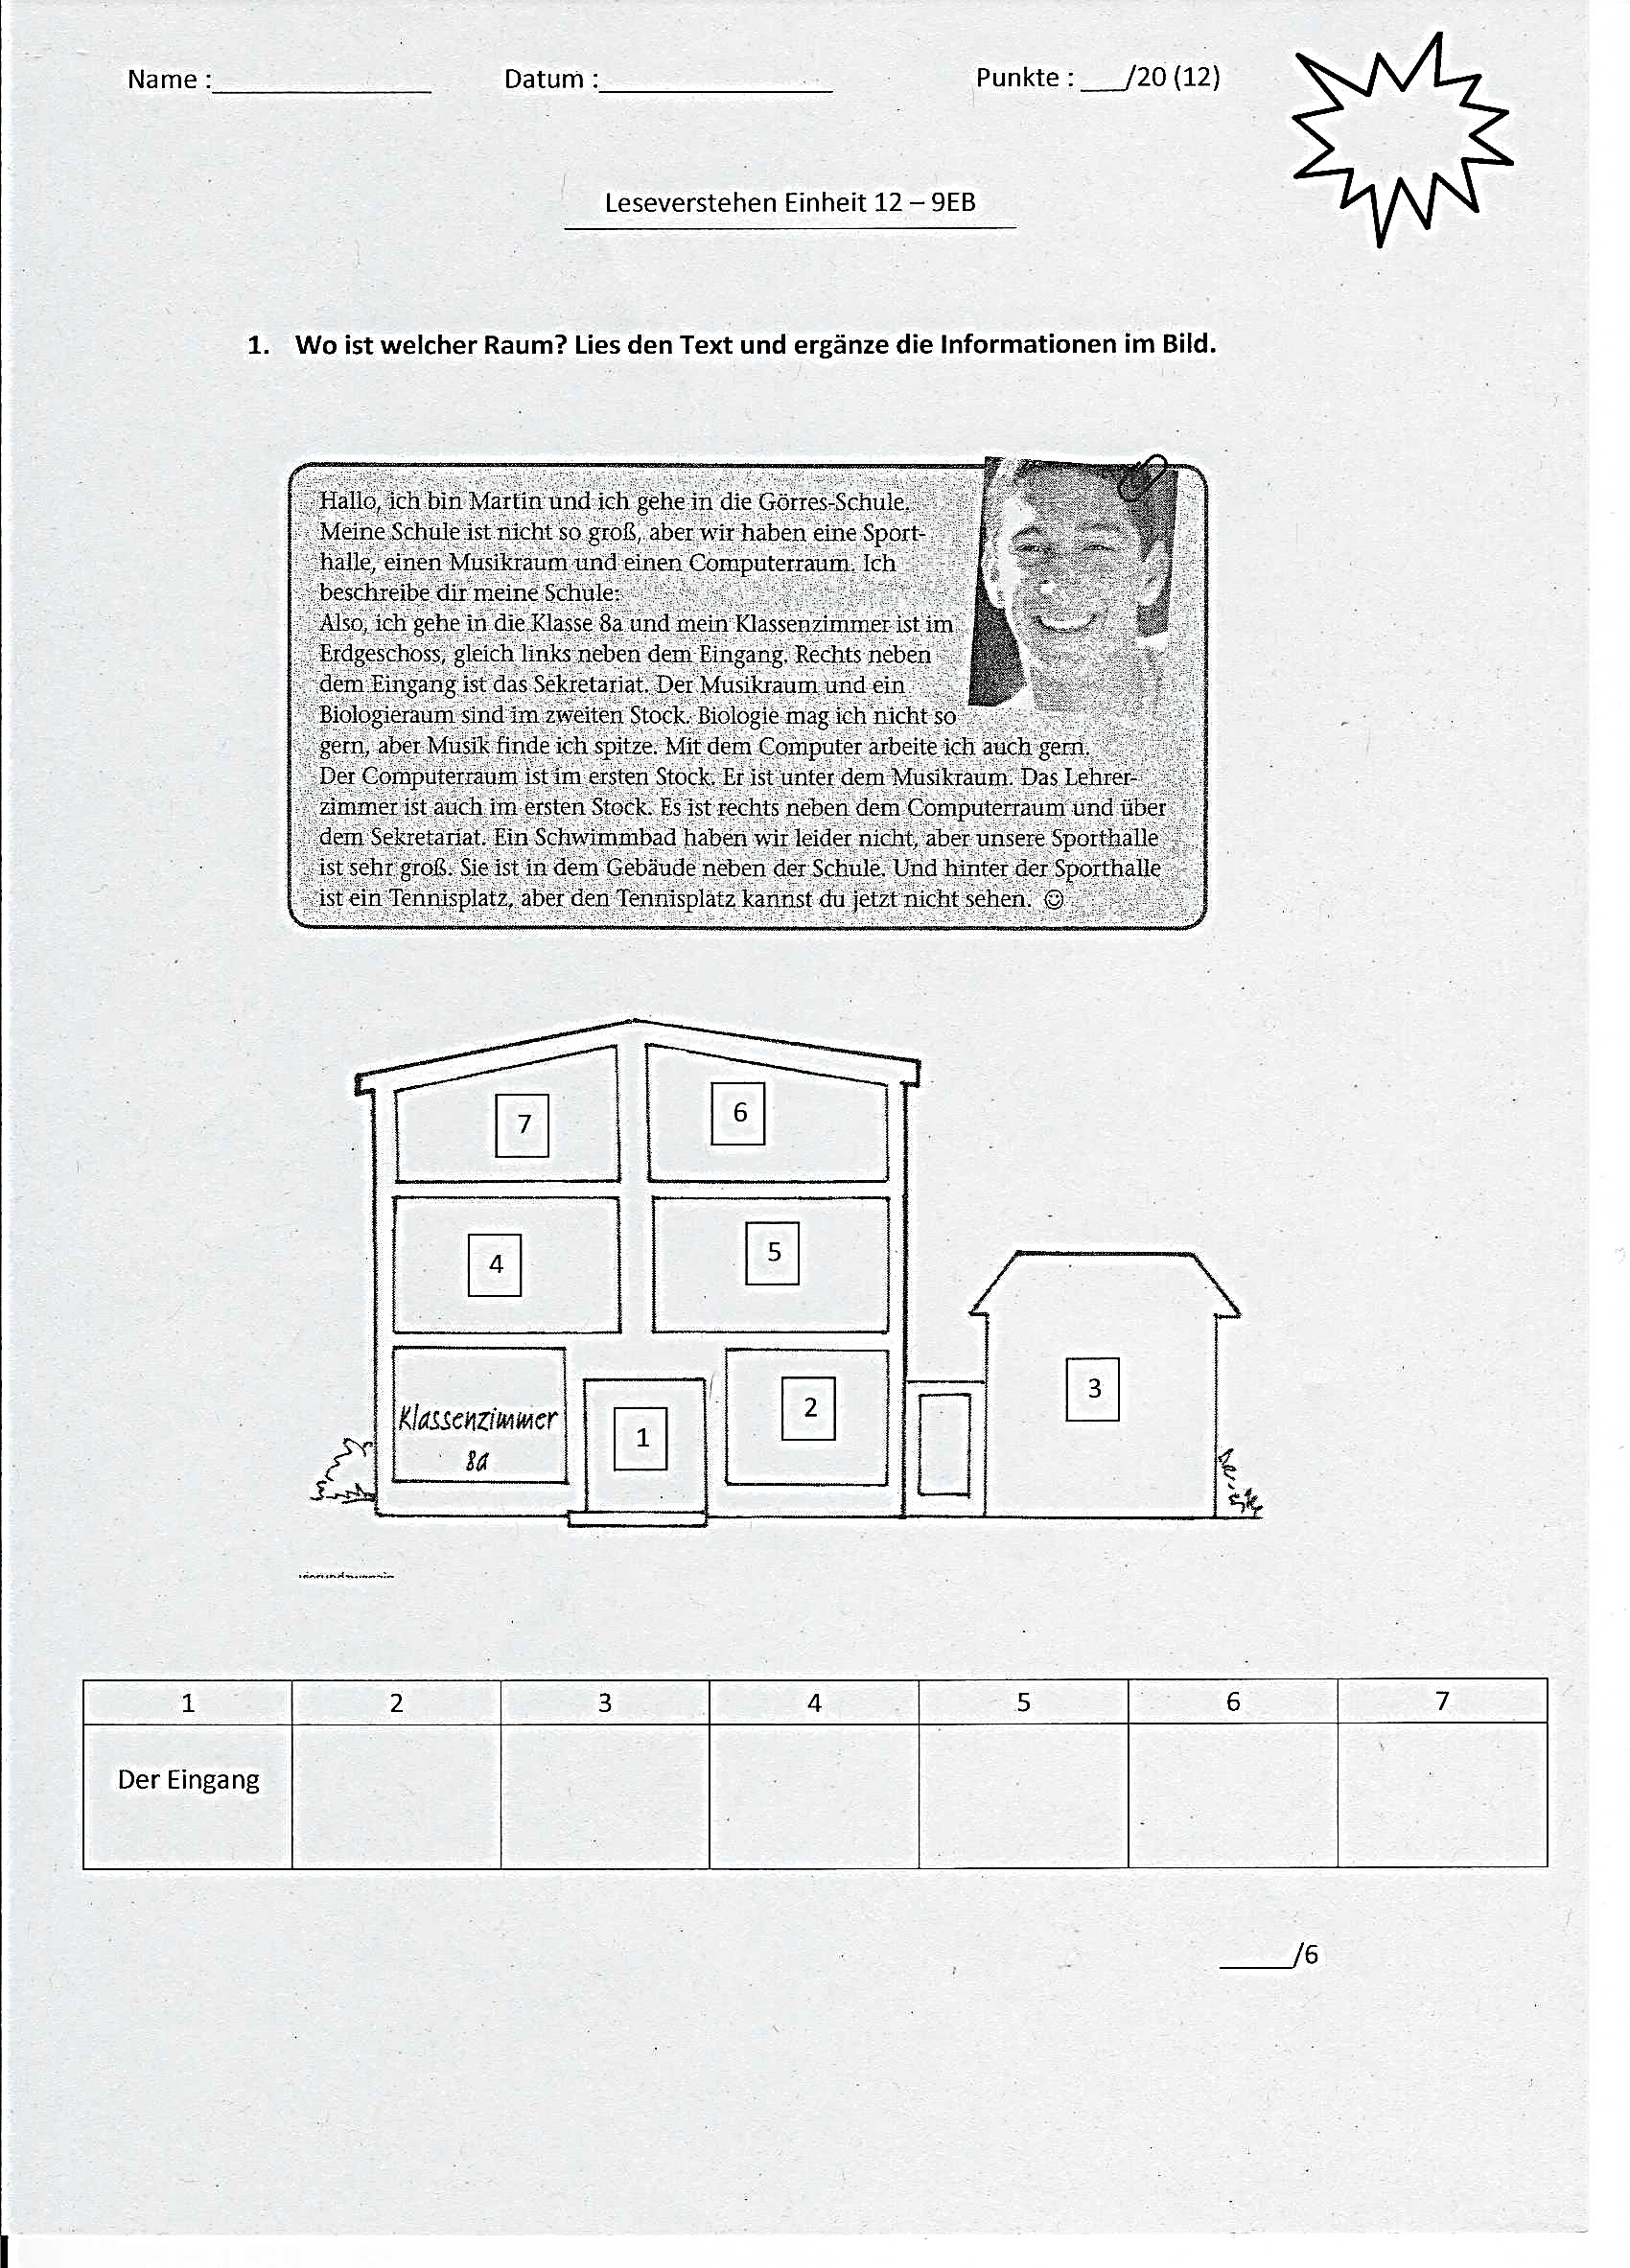 Name :_______________ Datum :________________ Punkte : ___/20 (12)
Leseverstehen Einheit 12 – 9EB
1. Wo ist welcher Raum? Lies den Text und ergänze die Informationen im Bild.
Hallo, ich bin Martin und ich gehe in die Görres-Schule.
Meine Schule ist nicht so groß, aber wir haben eine Sport-
halle, einen Musikraum und einen Computerraum. Ich
beschreibe dir meine Schule:
Also, ich gehe in die Klasse 8a und mein Klassenzimmer ist im
Erdgeschoss, gleich links neben dem Eingang. Rechts neben
dem Eingang ist das Sekretariat. Der Musikraum und ein
Biologieraum sind im zweiten Stock. Biologie mag ich nicht so
gern, aber Musik finde ich spitze. Mit dem Computer arbeite ich auch gern.
Der Computerraum ist im ersten Stock. Er ist unter dem Musikraum. Das Lehrer-
zimmer ist auch im ersten Stock. Es ist rechts neben dem Computerraum und über
dem Sekretariat. Ein Schwimmbad haben wir leider nicht, aber unsere Sporthalle
ist sehr groß. Sie ist in dem Gebäude neben der Schule. Und hinter der Sporthalle
ist ein Tennisplatz, aber den Tennisplatz kannst du jetzt nicht sehen. ☺
7 6
4 5
Klassenzimmer
8a
1 2 3
1 2 3 4 5 6 7
Der Eingang
_____/6